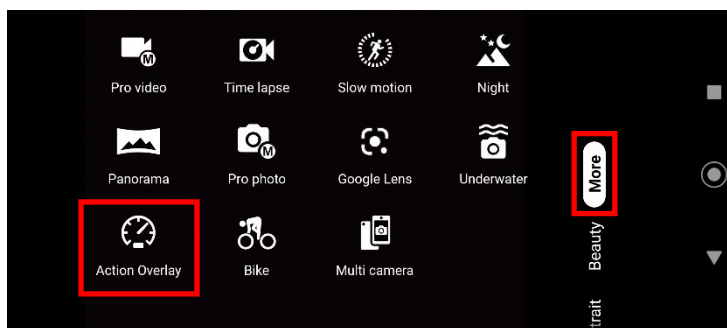 Pro video
Time lapse
Slow motion
Night
Panorama
Pro photo
Google Lens
Underwater
Action Overlay
Bike
Multi camera
More
Beauty
trait